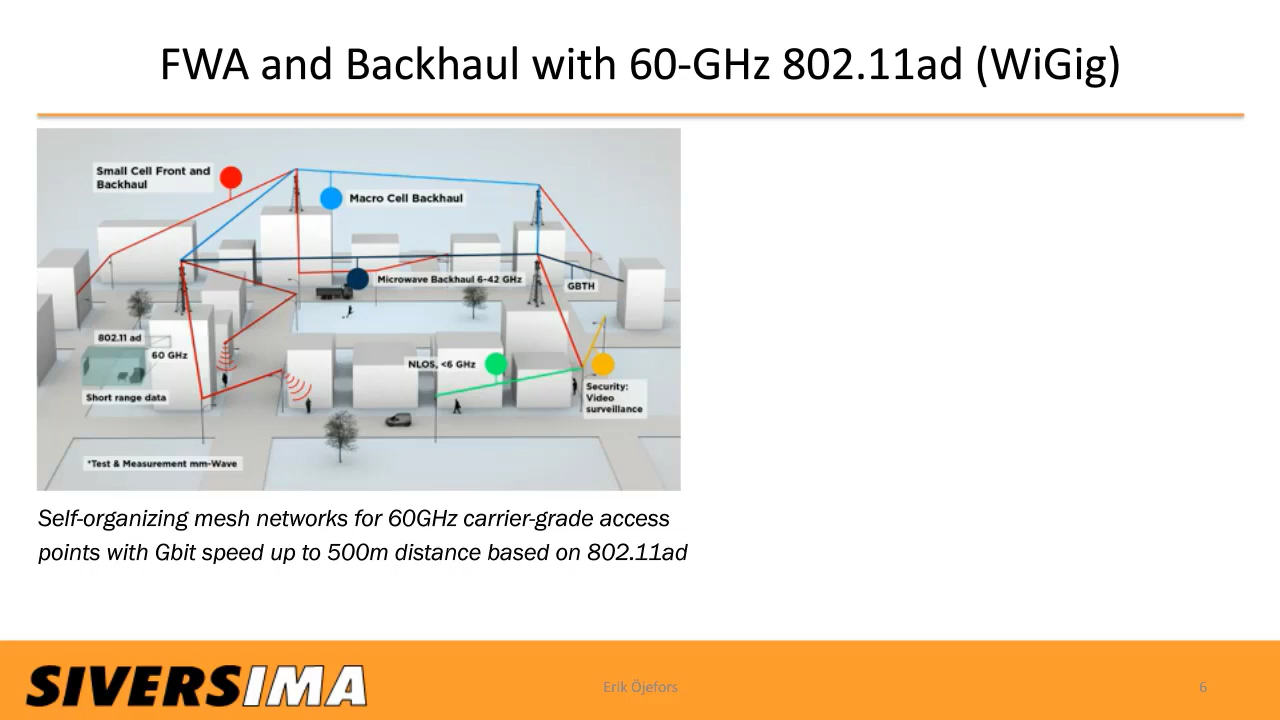 FWA and Backhaul with 60-GHz 802.11ad (WiGig)
Small Cell Front and
Backhaul
Macro Cell Backhaul
Microwave Backhaul 6-42 GHz
GBTH
802.11 ad
60 GHz
Short range data
NLOS, <6 GHz
Security:
Video
surveillance
*Test & Measurement mm-Wave
Self-organizing mesh networks for 60GHz carrier-grade access
points with Gbit speed up to 500m distance based on 802.11ad
SIVERSIMA
Erik Öjefors
6